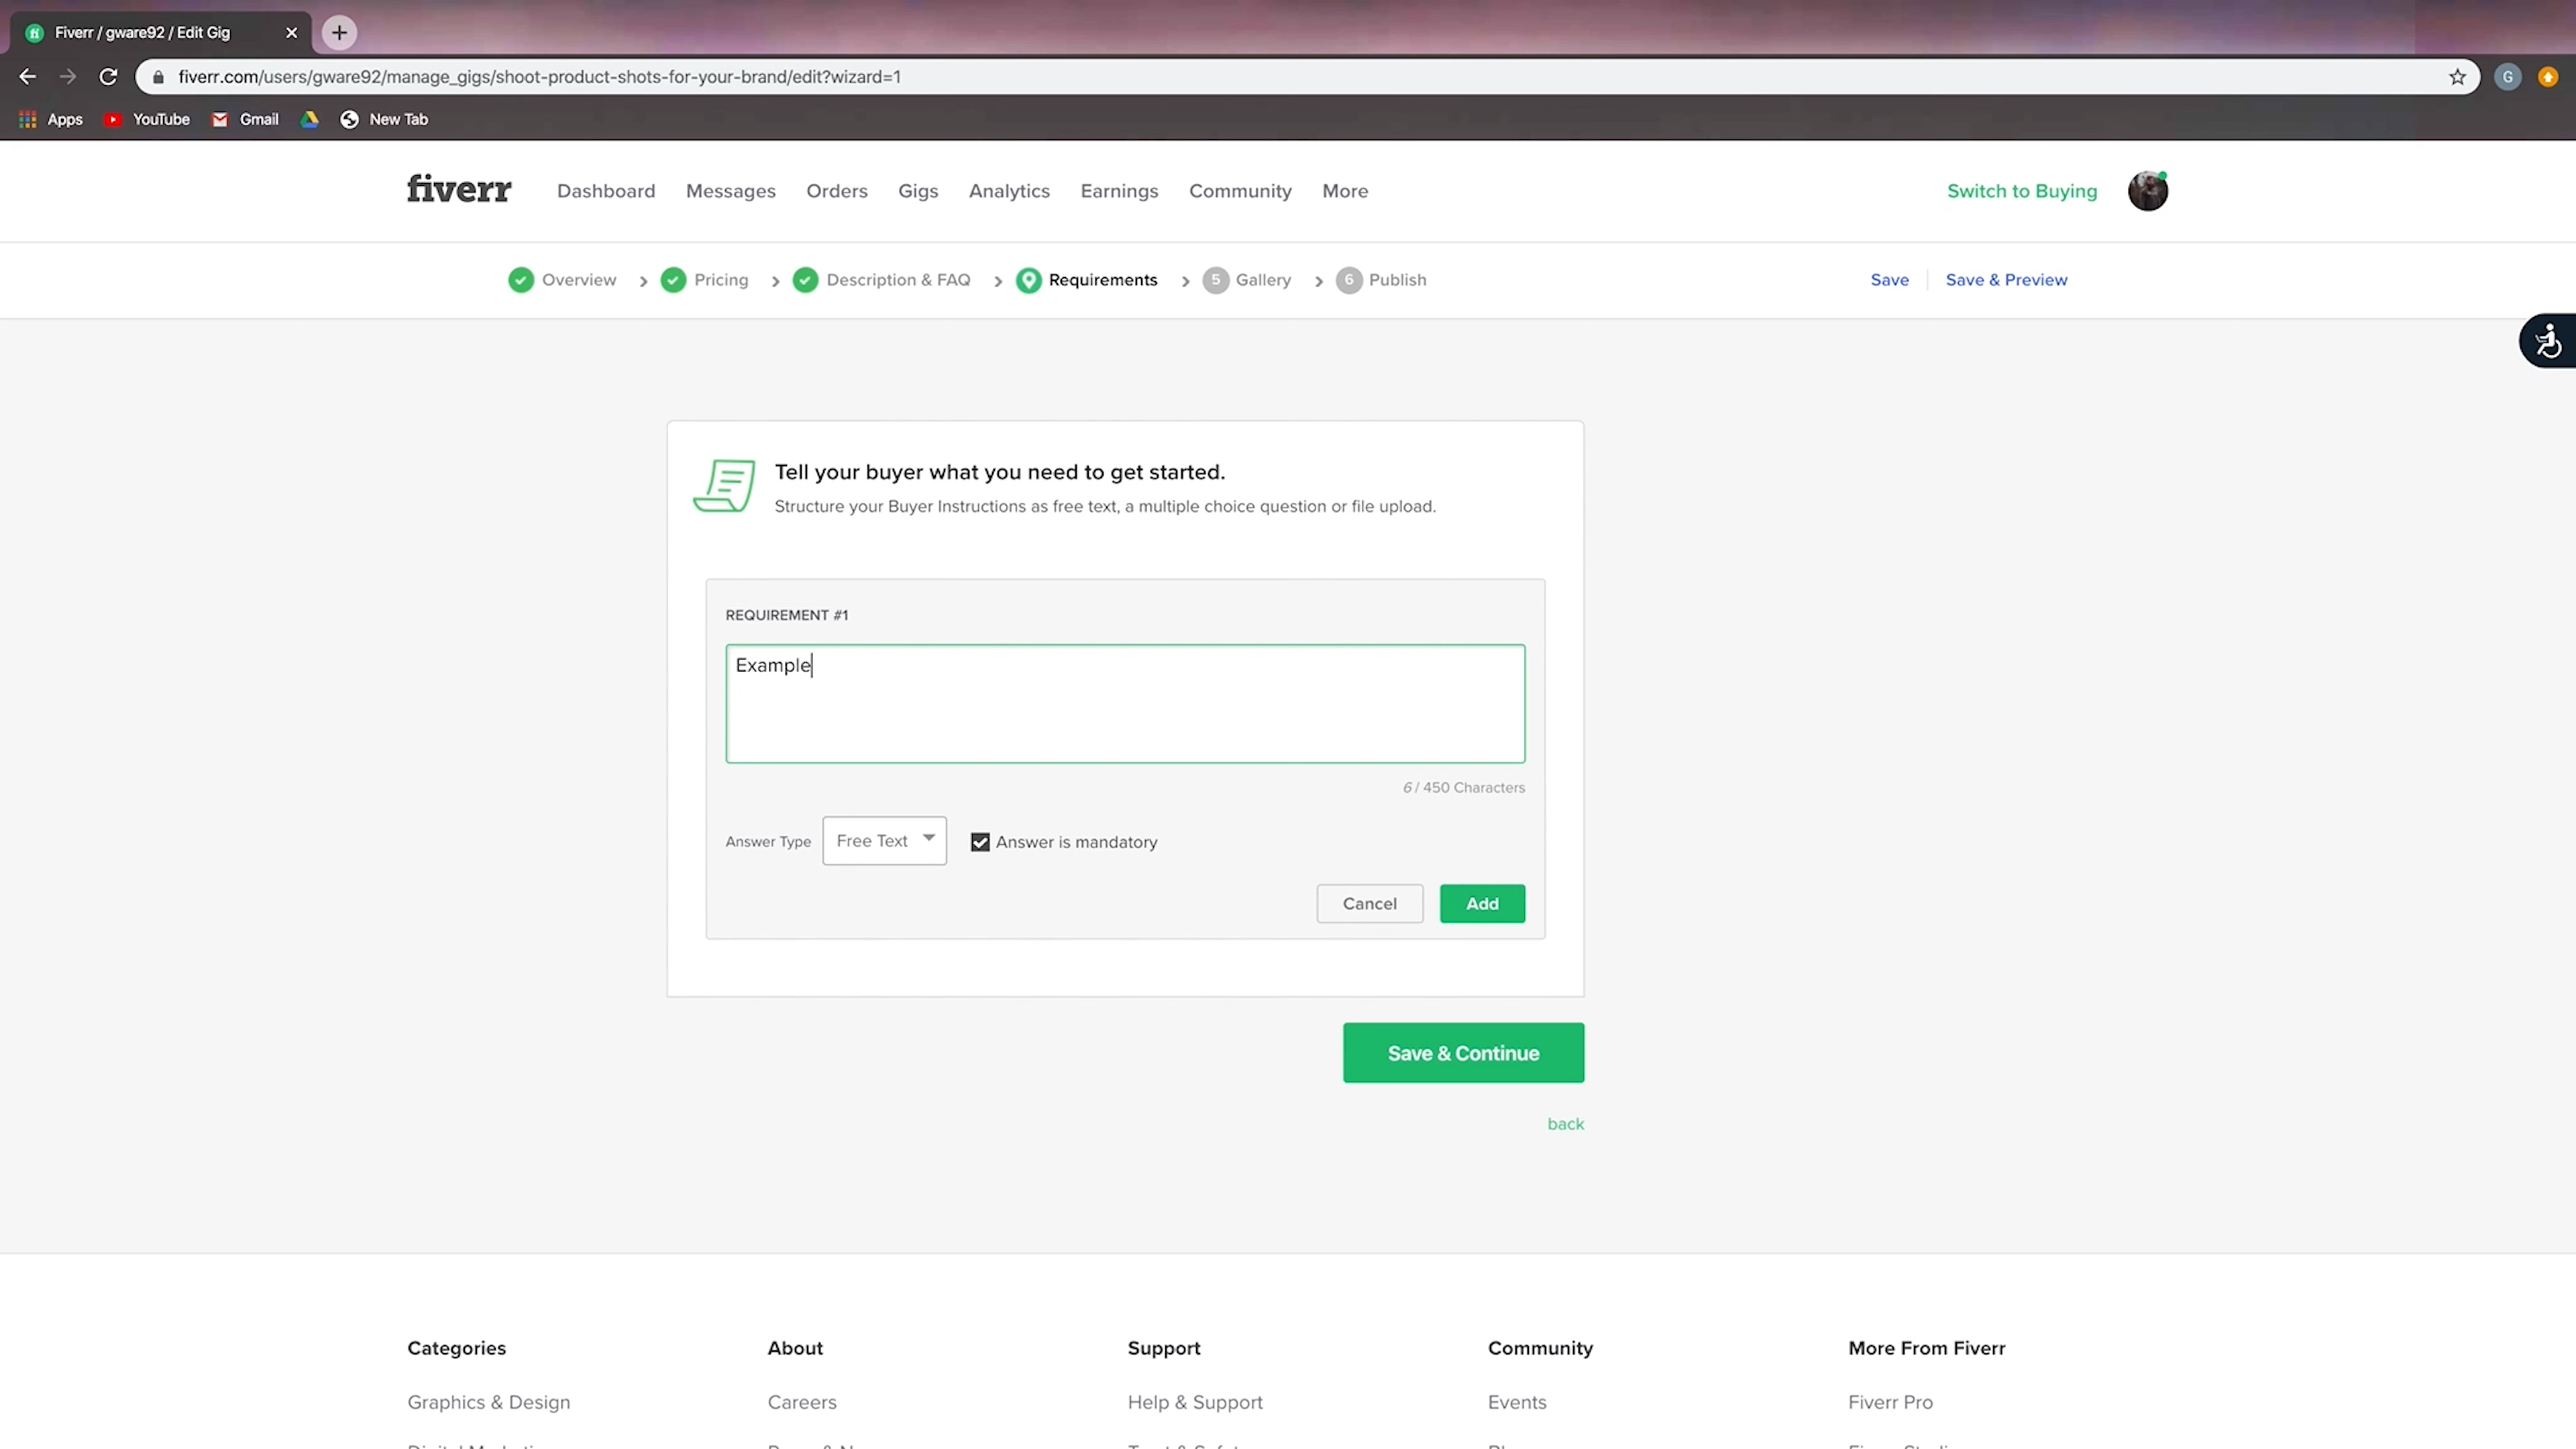 Fiverr / gware92 / Edit Gig
fiverr.com/users/gware92/manage_gigs/shoot-product-shots-for-your-brand/edit?wizard=1
G
Apps YouTube Gmail New Tab
fiverr Dashboard Messages Orders Gigs Analytics Earnings Community More Switch to Buying
Overview Pricing Description & FAQ Requirements 5 Gallery 6 Publish Save Save & Preview
Tell your buyer what you need to get started.
Structure your Buyer Instructions as free text, a multiple choice question or file upload.
REQUIREMENT #1
Example
6 / 450 Characters
Answer Type Free Text Answer is mandatory
Cancel Add
Save & Continue
back
Categories About Support Community More From Fiverr
Graphics & Design Careers Help & Support Events Fiverr Pro